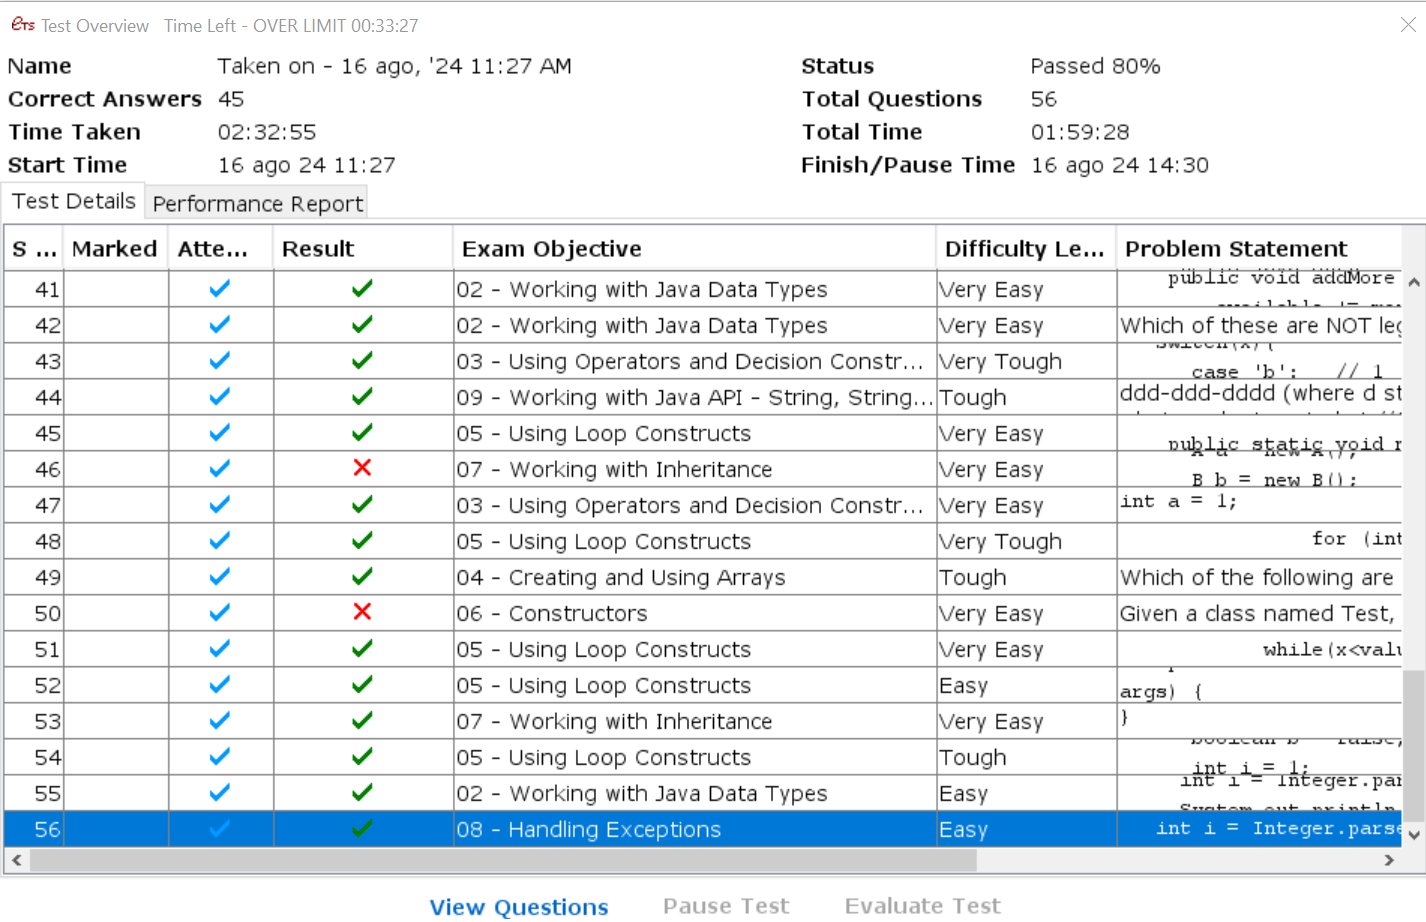 ETS Test Overview Time Left - OVER LIMIT 00:33:27
Name Taken on - 16 ago, '24 11:27 AM Status Passed 80%
Correct Answers 45 Total Questions 56
Time Taken 02:32:55 Total Time 01:59:28
Start Time 16 ago 24 11:27 Finish/Pause Time 16 ago 24 14:30
Test Details Performance Report
S ... Marked Atte... Result Exam Objective Difficulty Le... Problem Statement
41 02 - Working with Java Data Types Very Easy public void addMore
42 02 - Working with Java Data Types Very Easy Which of these are NOT leg
43 03 - Using Operators and Decision Constr... Very Tough switch(x){
case 'b': // 1
44 09 - Working with Java API - String, String... Tough ddd-ddd-dddd (where d st
45 05 - Using Loop Constructs Very Easy public static void m
46 07 - Working with Inheritance Very Easy A a = new A();
B b = new B();
47 03 - Using Operators and Decision Constr... Very Easy int a = 1;
48 05 - Using Loop Constructs Very Tough for (int
49 04 - Creating and Using Arrays Tough Which of the following are
50 06 - Constructors Very Easy Given a class named Test,
51 05 - Using Loop Constructs Very Easy while(x<valu
52 05 - Using Loop Constructs Easy args) {
53 07 - Working with Inheritance Very Easy }
54 05 - Using Loop Constructs Tough boolean b = false;
int i = 1;
55 02 - Working with Java Data Types Easy int i = Integer.par
System.out.println
56 08 - Handling Exceptions Easy int i = Integer.parse
View Questions Pause Test Evaluate Test